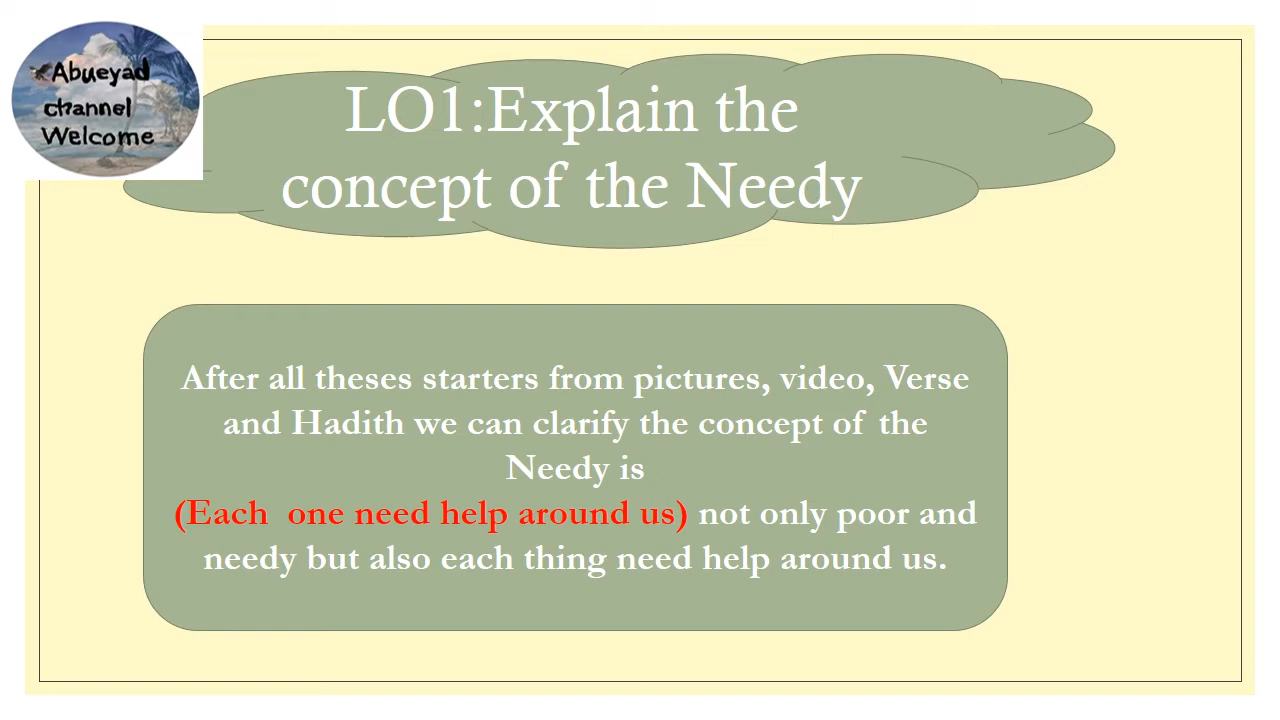 Abueyad
channel
Welcome
LO1:Explain the
concept of the Needy
After all theses starters from pictures, video, Verse
and Hadith we can clarify the concept of the
Needy is
(Each one need help around us) not only poor and
needy but also each thing need help around us.